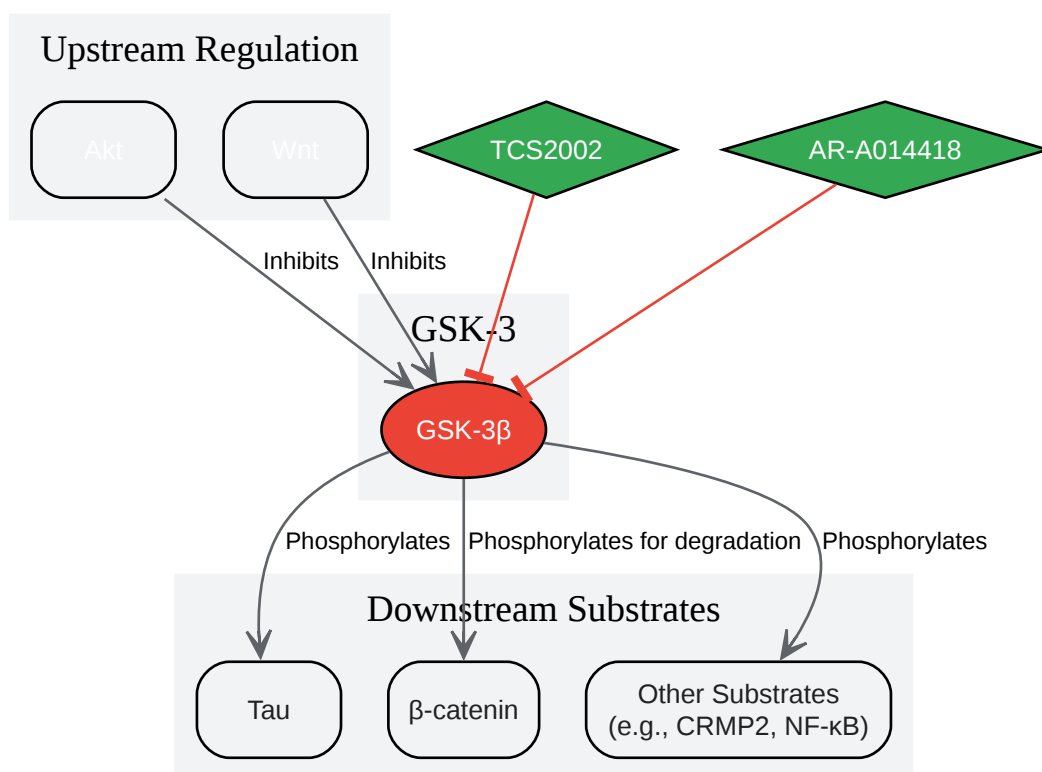 Upstream Regulation
Akt
Wnt
TCS2002
AR-A014418
Inhibits
Inhibits
GSK-3
GSK-3β
Phosphorylates
Phosphorylates for degradation
Phosphorylates
Downstream Substrates
Tau
β-catenin
Other Substrates
(e.g., CRMP2, NF-κB)